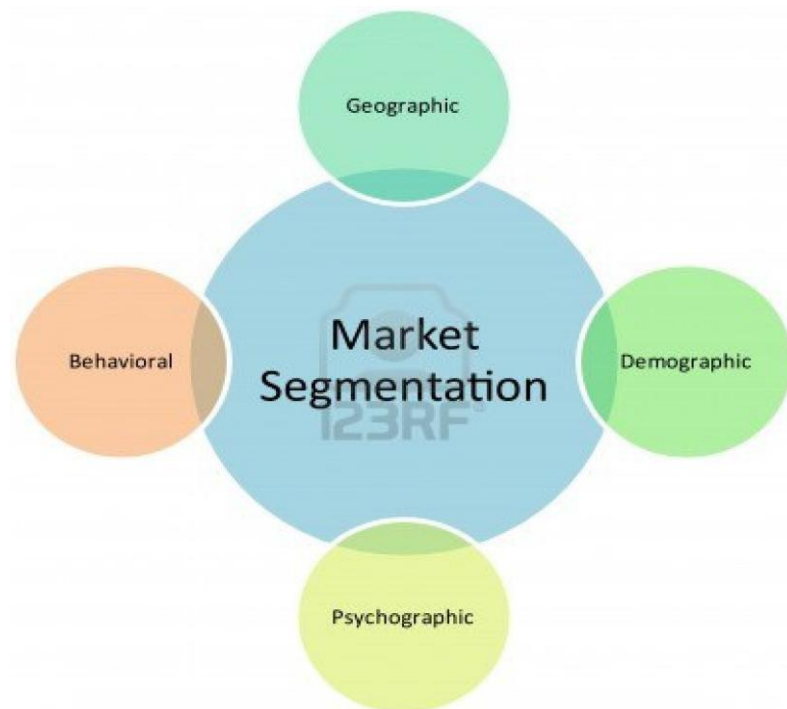 Geographic
Behavioral
Market
Segmentation
Demographic
123RF
Psychographic